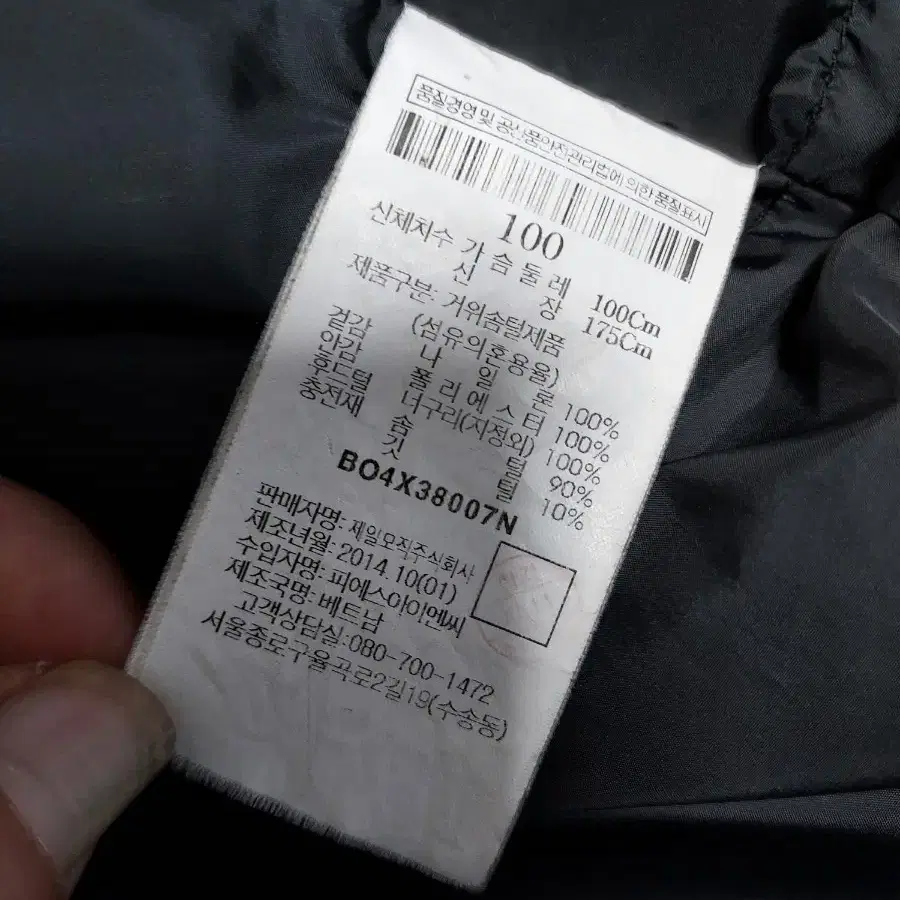 품질경영 및 공산품안전관리법에 의한 품질표시
100
신체치수 가 슴 둘 레 100Cm
신 장 175Cm
제품구분: 거위솜털제품
(섬유의혼용율)
겉감 나 일 론 100%
안감 폴 리 에 스 터 100%
후드털 너구리(지정외) 털 100%
충전재 솜 털 90%
깃 털 10%
BO4X38007N
판매자명: 제일모직주식회사
제조년월: 2014.10(01)
수입자명: 피에스아이엔씨
제조국명: 베트남
고객상담실:080-700-1472
서울종로구율곡로2길19(수송동)